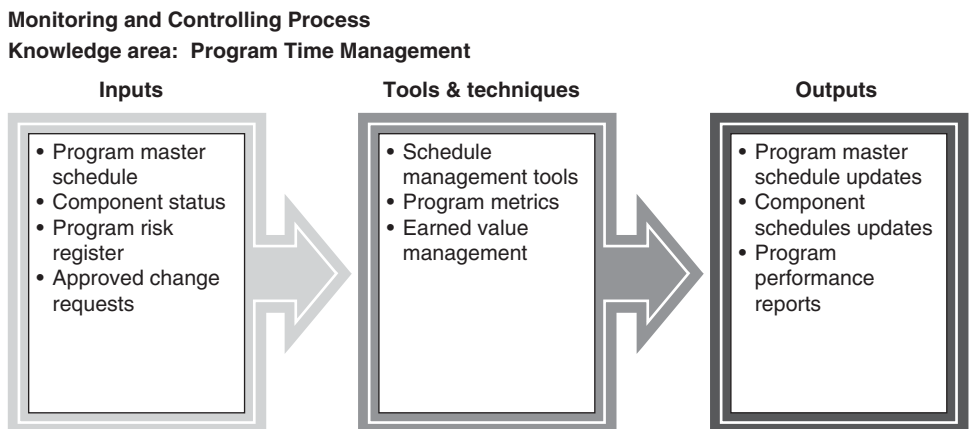 Monitoring and Controlling Process
Knowledge area: Program Time Management
Inputs
• Program master
schedule
• Component status
• Program risk
register
• Approved change
requests
Tools & techniques
• Schedule
management tools
• Program metrics
• Earned value
management
Outputs
• Program master
schedule updates
• Component
schedules updates
• Program
performance
reports